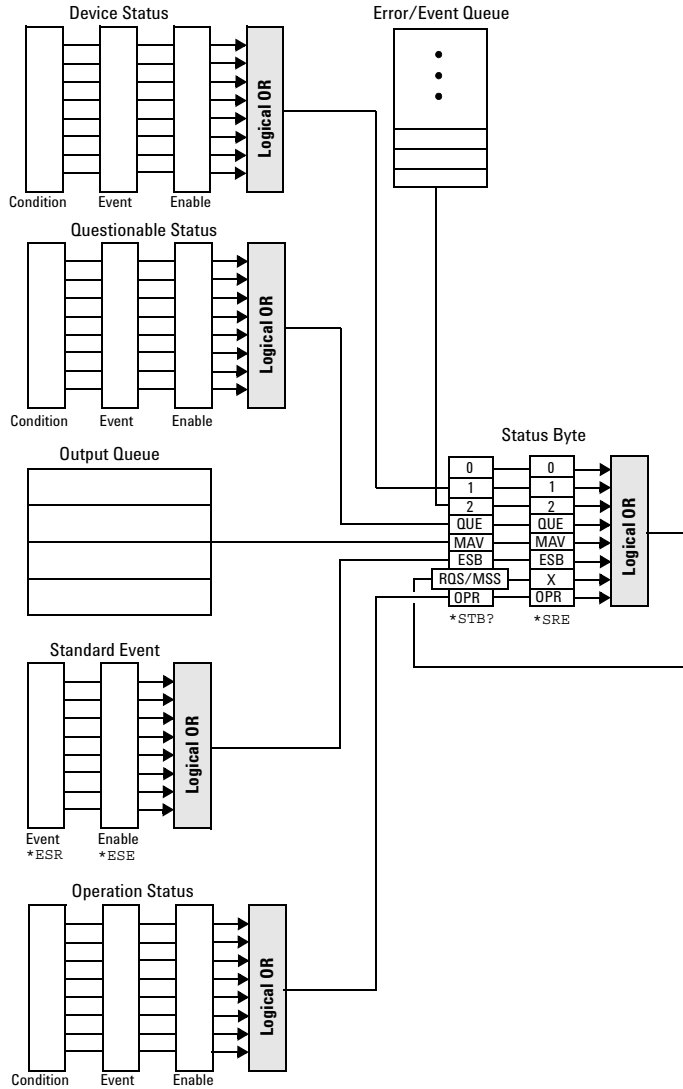 Device Status
Logical OR
Condition Event Enable
Error/Event Queue
Questionable Status
Logical OR
Condition Event Enable
Output Queue
Status Byte
0 0
1 1
2 2
QUE QUE
MAV MAV
ESB ESB
RQS/MSS X
OPR OPR
*STB? *SRE
Logical OR
Standard Event
Logical OR
Event Enable
*ESR *ESE
Operation Status
Logical OR
Condition Event Enable